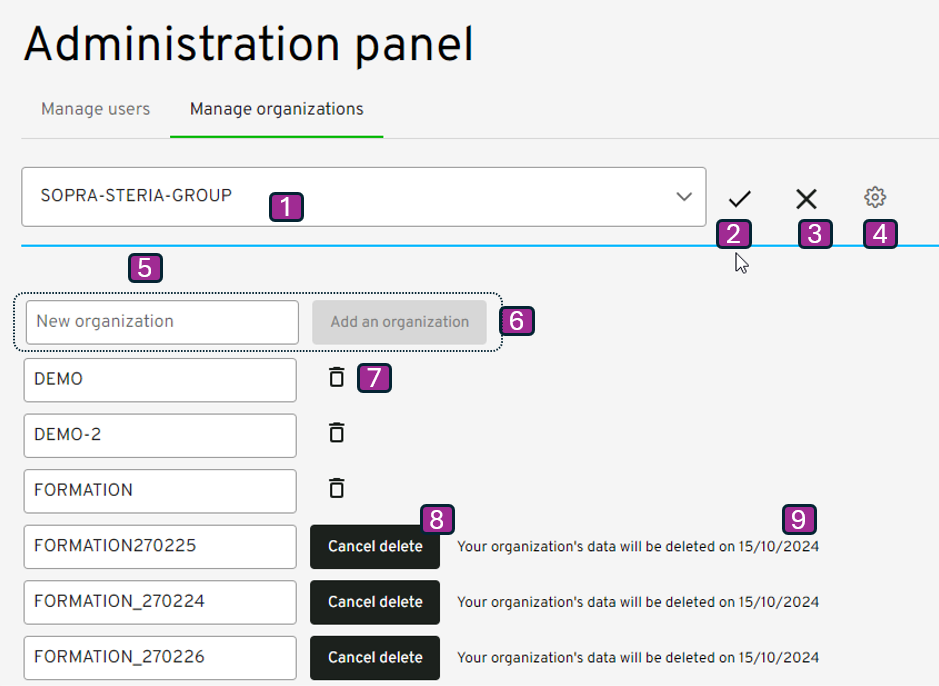 Administration panel
Manage users Manage organizations
SOPRA-STERIA-GROUP 1
2 3 4
5
New organization Add an organization 6
DEMO 7
DEMO-2
FORMATION
8 9
FORMATION270225 Cancel delete Your organization's data will be deleted on 15/10/2024
FORMATION_270224 Cancel delete Your organization's data will be deleted on 15/10/2024
FORMATION_270226 Cancel delete Your organization's data will be deleted on 15/10/2024